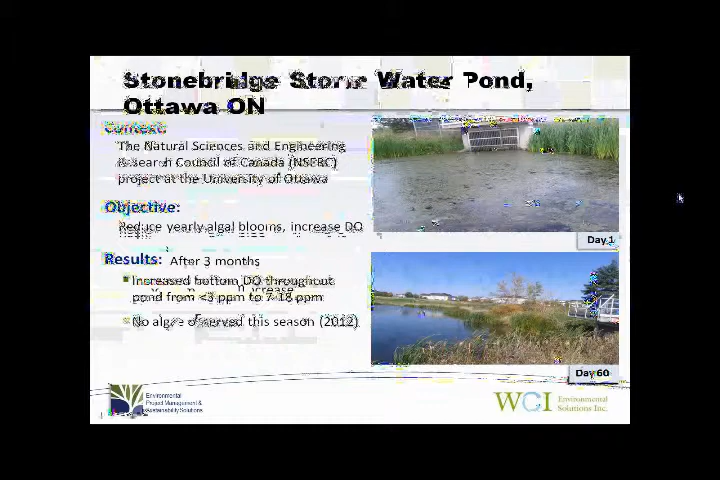 Stonebridge Storm Water Pond,
Ottawa ON
Context:
The Natural Sciences and Engineering
Research Council of Canada (NSERC)
project at the University of Ottawa
Objective:
Reduce yearly algal blooms, increase DO
Results: After 3 months
Increased bottom DO throughout
pond from <3 ppm to 7-18 ppm
No algae observed this season (2012)
Day 1
Day 60
Environmental
Project Management &
Sustainability Solutions
WCI Environmental
Solutions Inc.